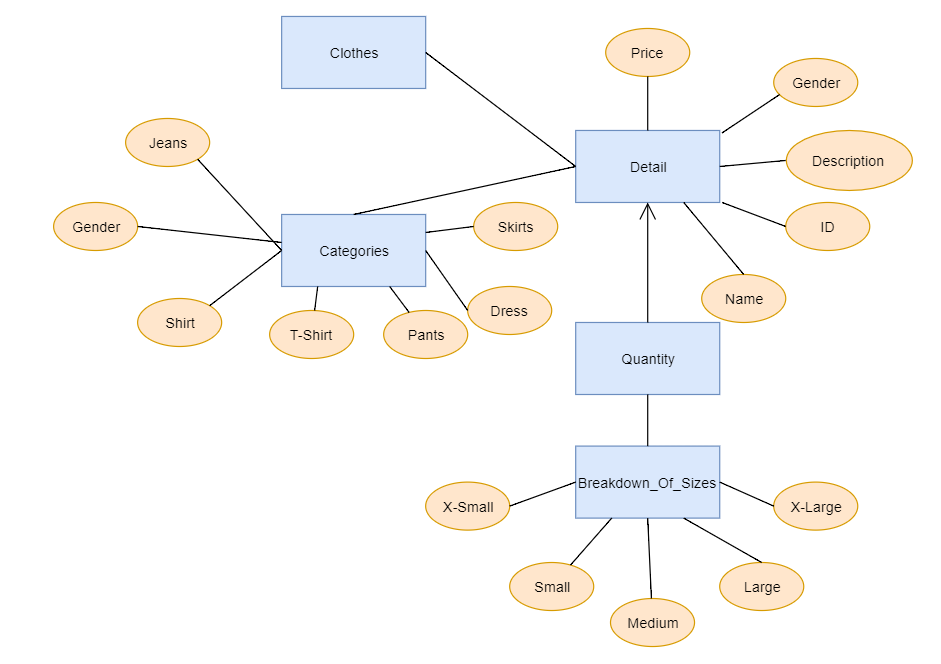 Clothes
Price
Gender
Jeans
Detail
Description
Gender
Skirts
ID
Categories
Name
Dress
Shirt
T-Shirt
Pants
Quantity
Breakdown_Of_Sizes
X-Small
X-Large
Small
Large
Medium